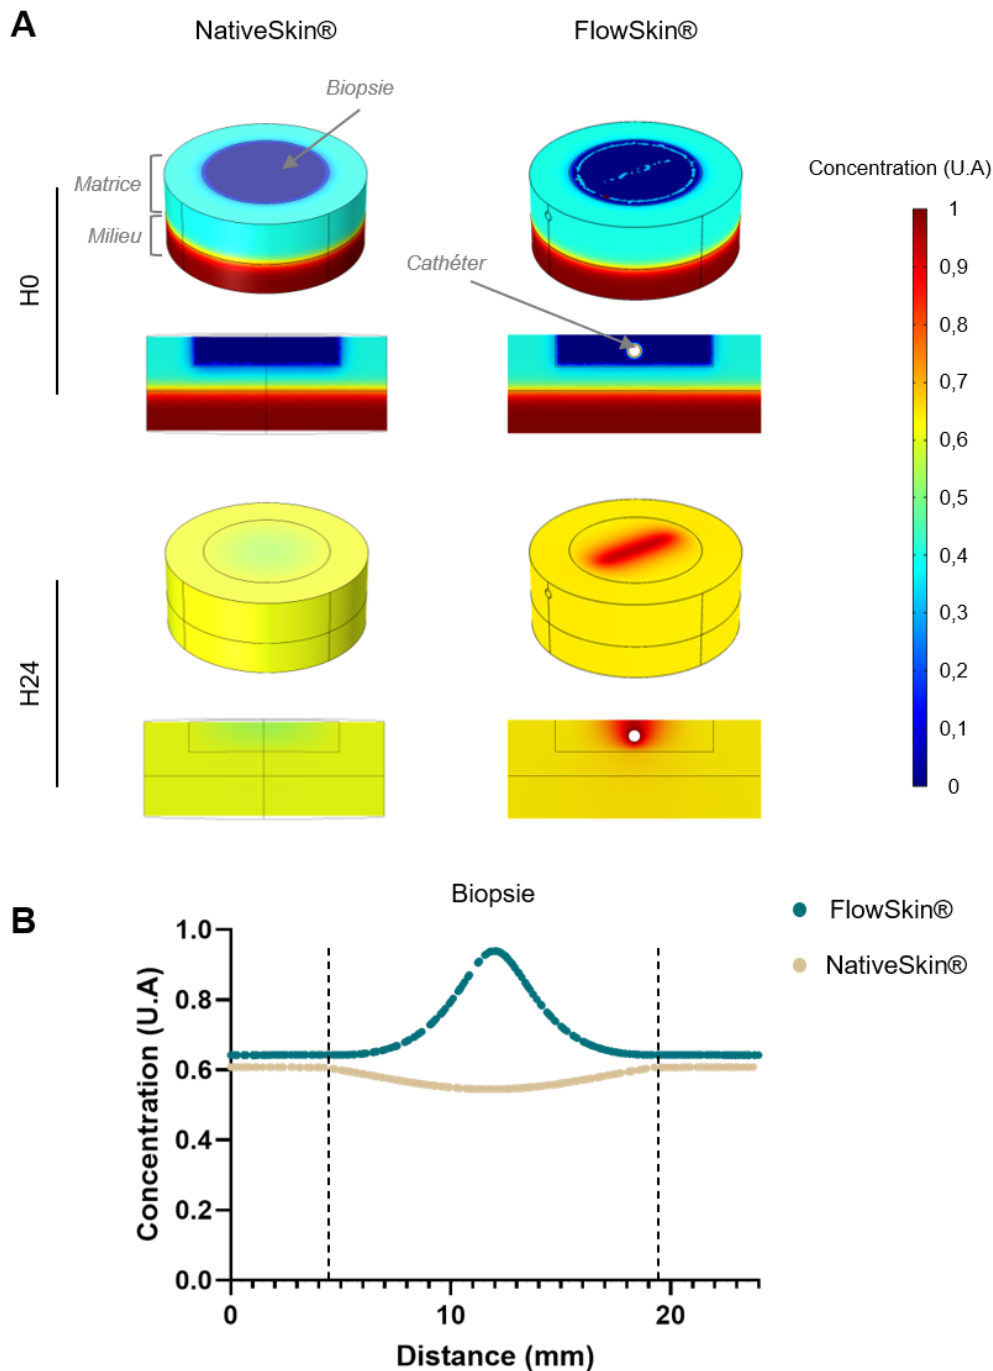 A
NativeSkin®
FlowSkin®
Biopsie
Matrice
Milieu
Cathéter
H0
H24
Concentration (U.A)
1
0,9
0,8
0,7
0,6
0,5
0,4
0,3
0,2
0,1
0
B
Biopsie
FlowSkin®
NativeSkin®
Concentration (U.A)
1.0
0.8
0.6
0.4
0.2
0.0
0
10
20
Distance (mm)